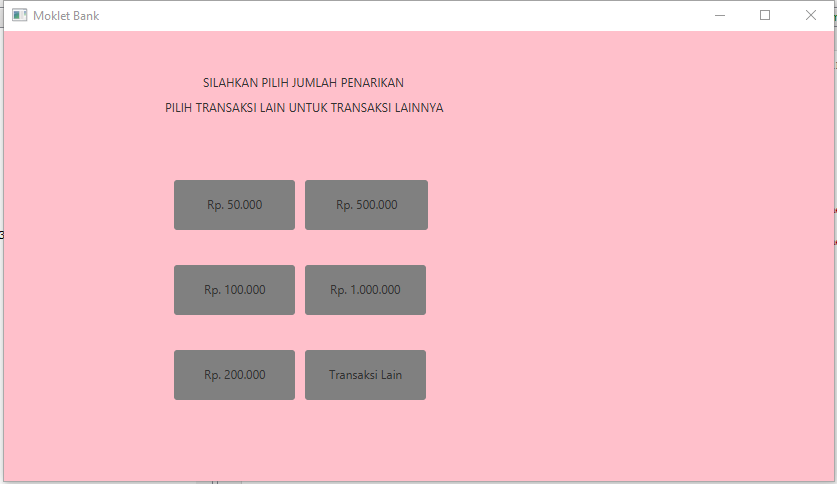 Moklet Bank
SILAHKAN PILIH JUMLAH PENARIKAN
PILIH TRANSAKSI LAIN UNTUK TRANSAKSI LAINNYA
Rp. 50.000
Rp. 500.000
Rp. 100.000
Rp. 1.000.000
Rp. 200.000
Transaksi Lain